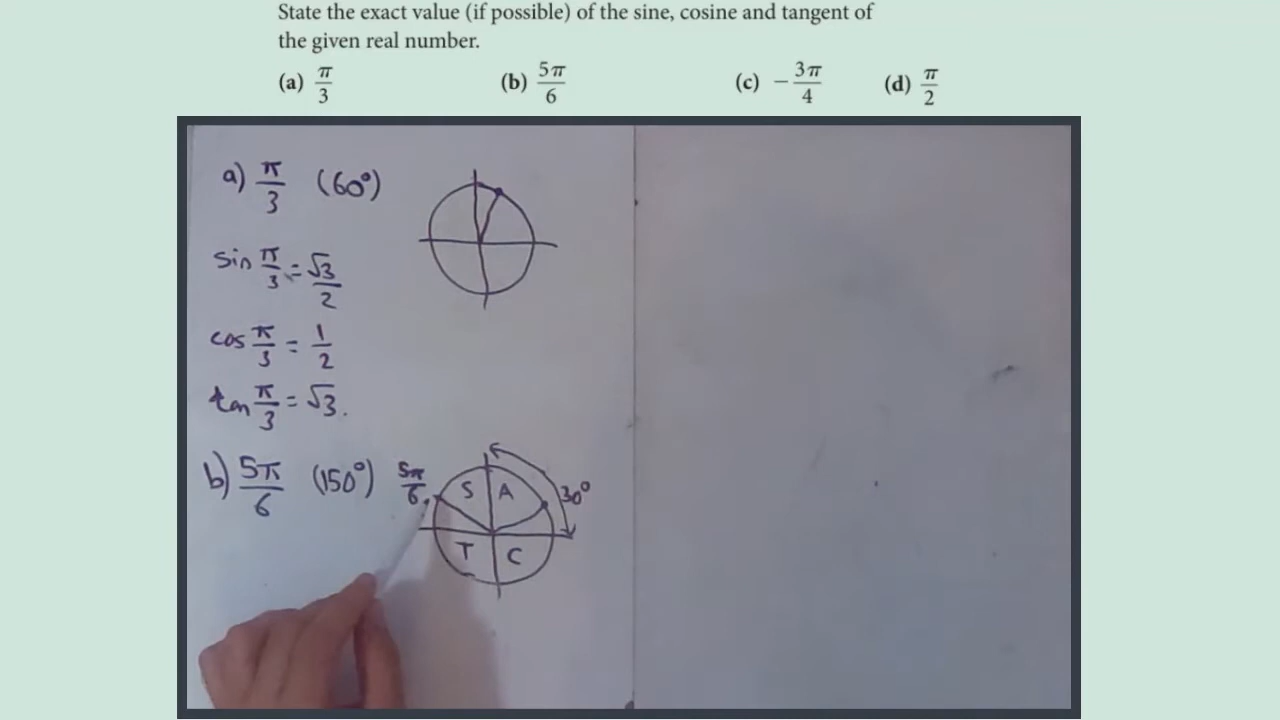 State the exact value (if possible) of the sine, cosine and tangent of
the given real number.
(a) π/3 (b) 5π/6 (c) −3π/4 (d) π/2
a) π/3 (60°)
sin π/3 = √3/2
cos π/3 = 1/2
tan π/3 = √3.
b) 5π/6 (150°)
5π/6
S A
30°
T C